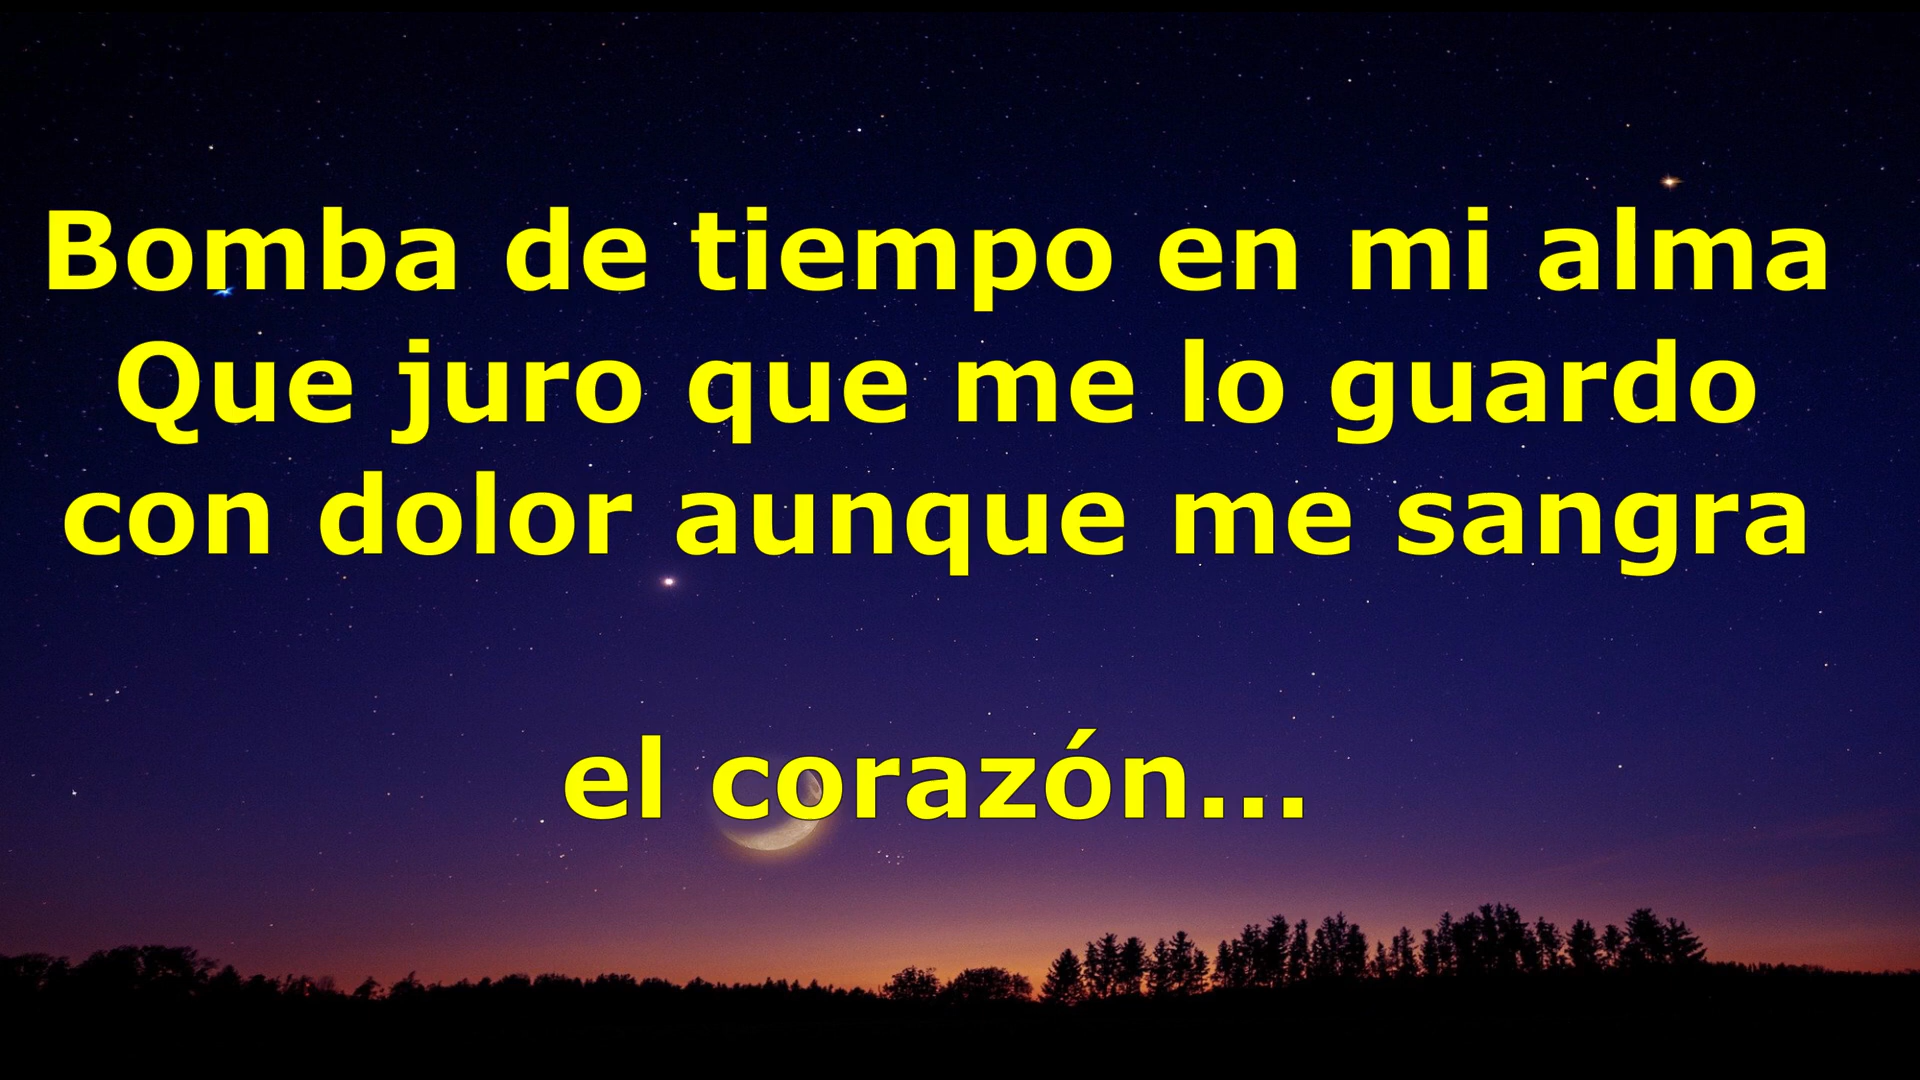 Bomba de tiempo en mi alma
Que juro que me lo guardo
con dolor aunque me sangra
el corazón...